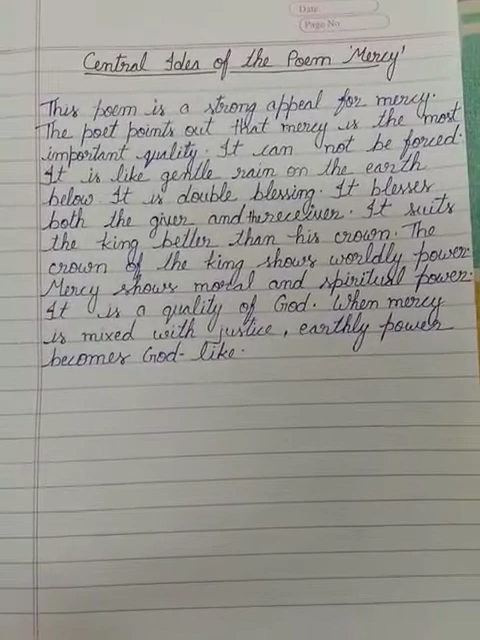 Date
Page No
Central Idea of the Poem 'Mercy'
This poem is a strong appeal for mercy.
The poet points out that mercy is the most
important quality. It can not be forced.
It is like gentle rain on the earth
below. It is double blessing. It blesses
both the giver and the receiver. It suits
the king better than his crown. The
crown of the king shows worldly power.
Mercy shows moral and spiritual power.
It is a quality of God. When mercy
is mixed with justice, earthly power
becomes God-like.